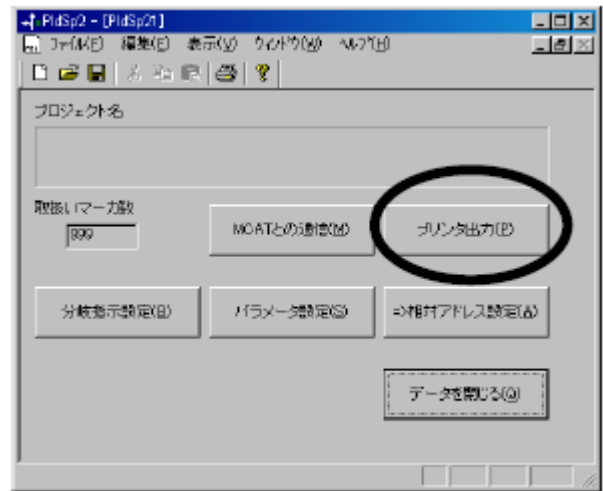 PldSp2 - [PldSp21]
ファイル(F) 編集(E) 表示(V) ウィンドウ(W) ヘルプ(H)
プロジェクト名
取扱いマーカ数
999
MOATとの通信(M)
プリンタ出力(P)
分岐指示設定(B)
パラメータ設定(S)
=>相対アドレス設定(A)
データを閉じる(Q)